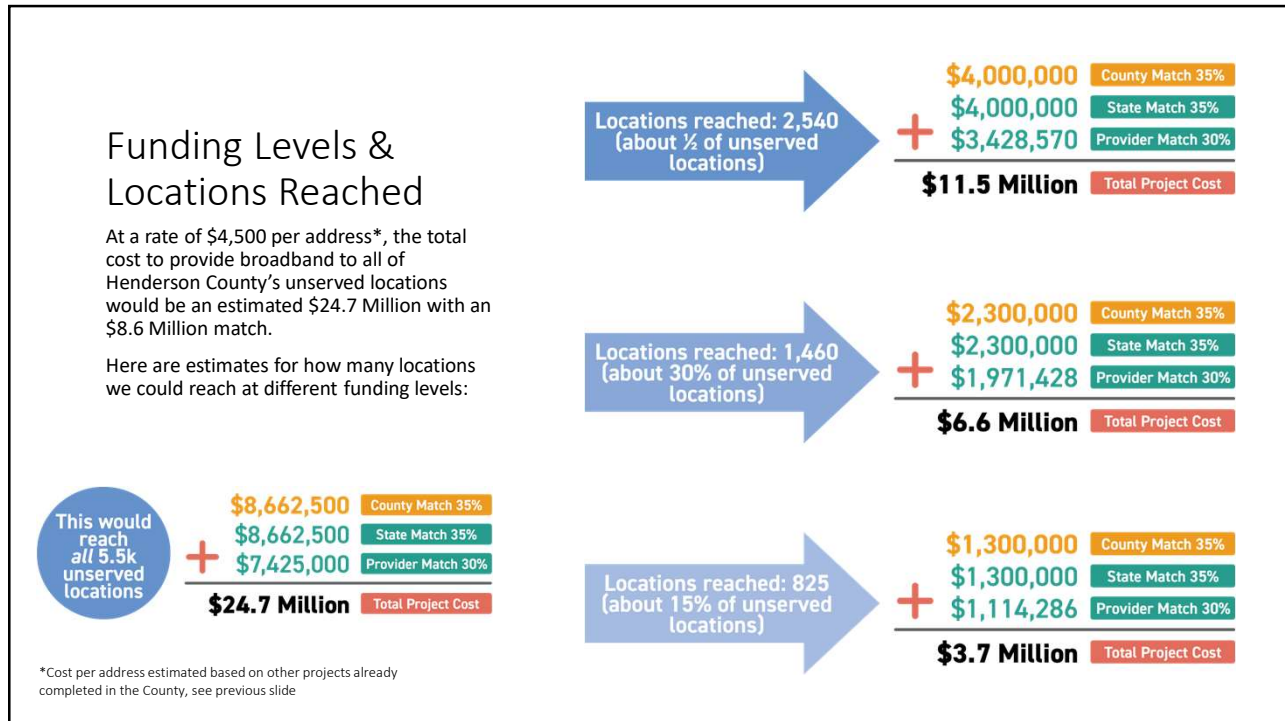 Funding Levels &
Locations Reached
At a rate of $4,500 per address*, the total
cost to provide broadband to all of
Henderson County’s unserved locations
would be an estimated $24.7 Million with an
$8.6 Million match.
Here are estimates for how many locations
we could reach at different funding levels:
This would
reach
all 5.5k
unserved
locations
$8,662,500 County Match 35%
$8,662,500 State Match 35%
+ $7,425,000 Provider Match 30%
$24.7 Million Total Project Cost
*Cost per address estimated based on other projects already
completed in the County, see previous slide
Locations reached: 2,540
(about ½ of unserved
locations)
$4,000,000 County Match 35%
$4,000,000 State Match 35%
+ $3,428,570 Provider Match 30%
$11.5 Million Total Project Cost
Locations reached: 1,460
(about 30% of unserved
locations)
$2,300,000 County Match 35%
$2,300,000 State Match 35%
+ $1,971,428 Provider Match 30%
$6.6 Million Total Project Cost
Locations reached: 825
(about 15% of unserved
locations)
$1,300,000 County Match 35%
$1,300,000 State Match 35%
+ $1,114,286 Provider Match 30%
$3.7 Million Total Project Cost